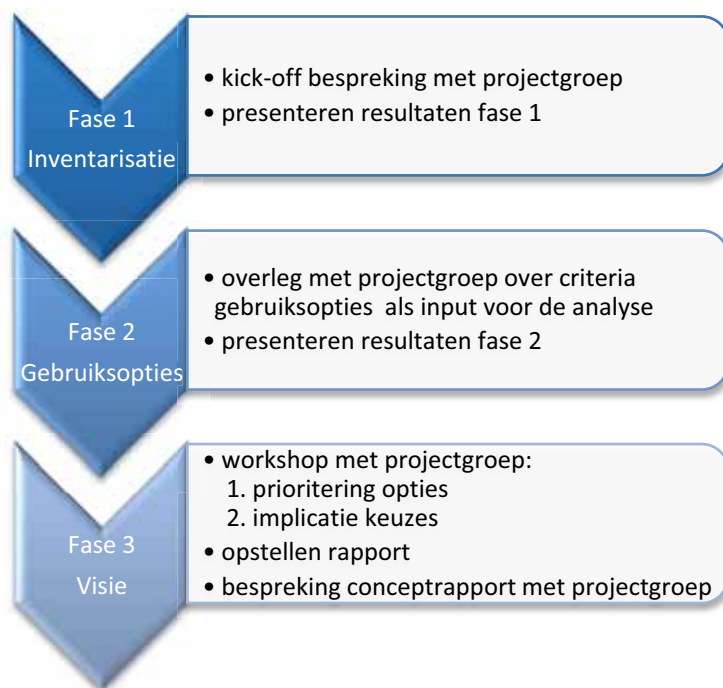 Fase 1
Inventarisatie
• kick-off bespreking met projectgroep
• presenteren resultaten fase 1
Fase 2
Gebruiksopties
• overleg met projectgroep over criteria
gebruiksopties als input voor de analyse
• presenteren resultaten fase 2
Fase 3
Visie
• workshop met projectgroep:
1. prioritering opties
2. implicatie keuzes
• opstellen rapport
• bespreking conceptrapport met projectgroep